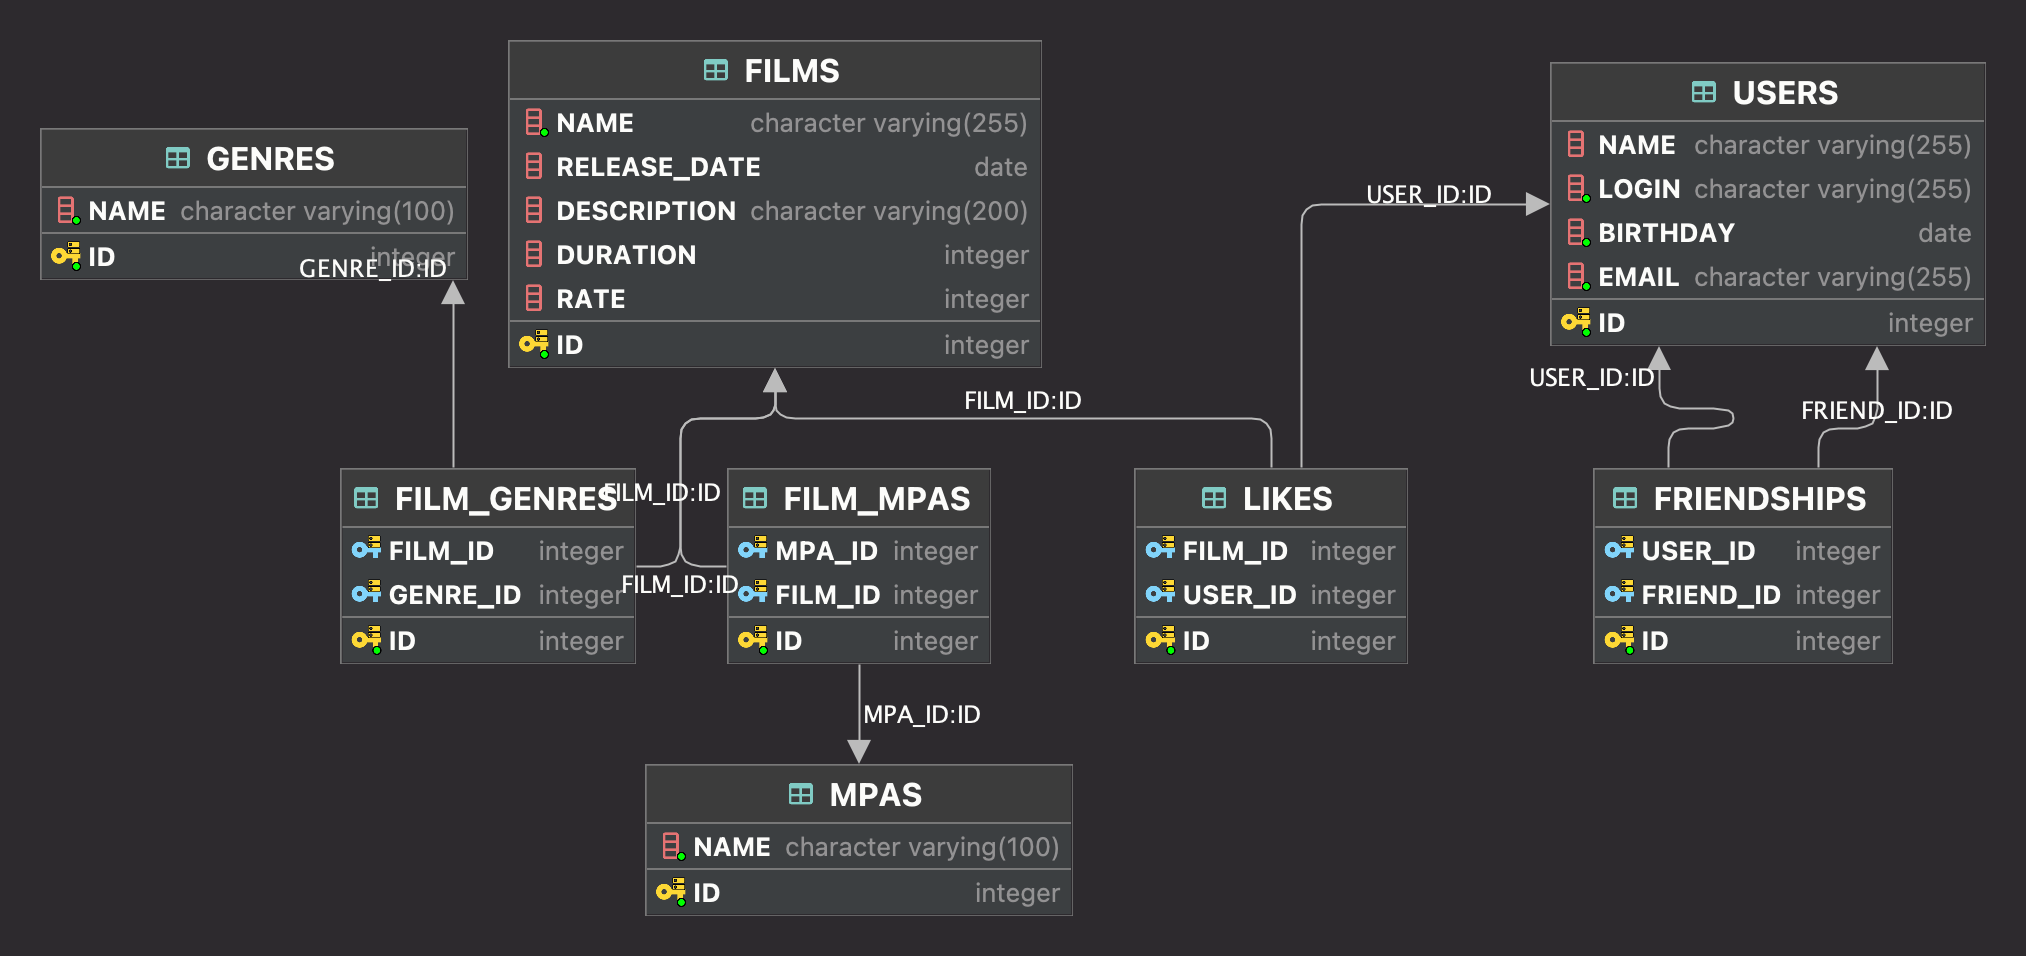 GENRES
NAME character varying(100)
ID integer
GENRE_ID:ID
FILMS
NAME character varying(255)
RELEASE_DATE date
DESCRIPTION character varying(200)
DURATION integer
RATE integer
ID integer
USERS
NAME character varying(255)
LOGIN character varying(255)
BIRTHDAY date
EMAIL character varying(255)
ID integer
USER_ID:ID
USER_ID:ID
FRIEND_ID:ID
FILM_ID:ID
FILM_ID:ID
FILM_ID:ID
FILM_GENRES
FILM_ID integer
GENRE_ID integer
ID integer
FILM_MPAS
MPA_ID integer
FILM_ID integer
ID integer
LIKES
FILM_ID integer
USER_ID integer
ID integer
FRIENDSHIPS
USER_ID integer
FRIEND_ID integer
ID integer
MPA_ID:ID
MPAS
NAME character varying(100)
ID integer